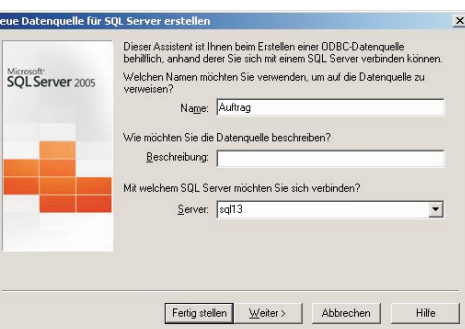 eue Datenquelle für SQL Server erstellen
Microsoft
SQL Server 2005
Dieser Assistent ist Ihnen beim Erstellen einer ODBC-Datenquelle
behilflich, anhand derer Sie sich mit einem SQL Server verbinden können.
Welchen Namen möchten Sie verwenden, um auf die Datenquelle zu
verweisen?
Name: Auftrag
Wie möchten Sie die Datenquelle beschreiben?
Beschreibung:
Mit welchem SQL Server möchten Sie sich verbinden?
Server: sql13
Fertig stellen Weiter > Abbrechen Hilfe